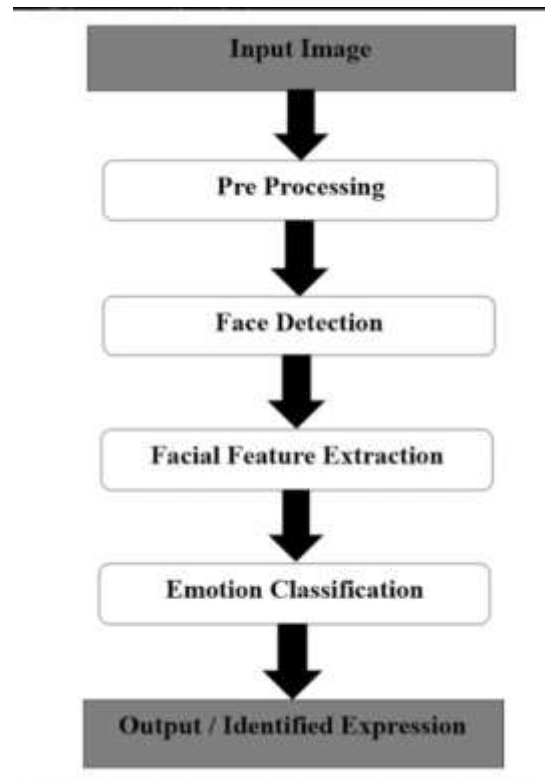 Input Image
Pre Processing
Face Detection
Facial Feature Extraction
Emotion Classification
Output / Identified Expression